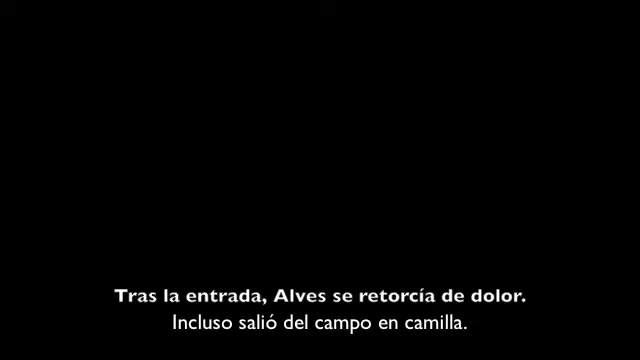 Tras la entrada, Alves se retorcía de dolor.
Incluso salió del campo en camilla.